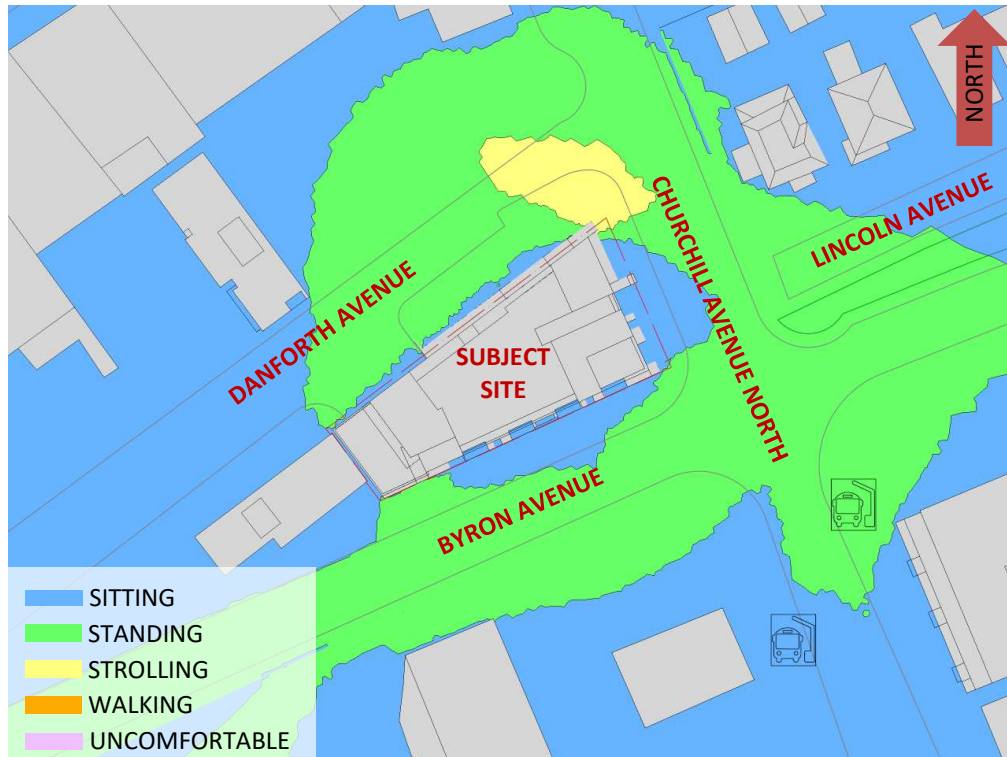 NORTH
CHURCHILL AVENUE NORTH
LINCOLN AVENUE
DANFORTH AVENUE
SUBJECT
SITE
BYRON AVENUE
SITTING
STANDING
STROLLING
WALKING
UNCOMFORTABLE